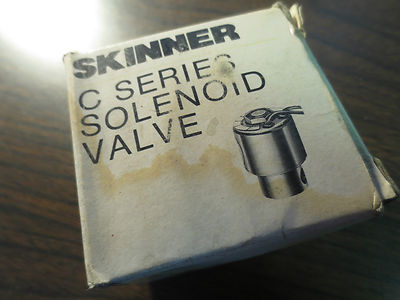 SKINNER
C SERIES
SOLENOID
VALVE